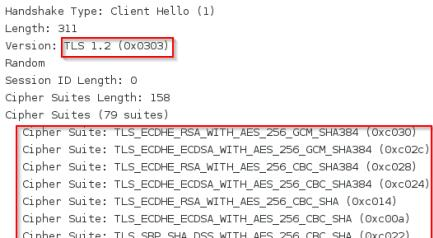 Handshake Type: Client Hello (1)
Length: 311
Version: TLS 1.2 (0x0303)
Random
Session ID Length: 0
Cipher Suites Length: 158
Cipher Suites (79 suites)
Cipher Suite: TLS_ECDHE_RSA_WITH_AES_256_GCM_SHA384 (0xc030)
Cipher Suite: TLS_ECDHE_ECDSA_WITH_AES_256_GCM_SHA384 (0xc02c)
Cipher Suite: TLS_ECDHE_RSA_WITH_AES_256_CBC_SHA384 (0xc028)
Cipher Suite: TLS_ECDHE_ECDSA_WITH_AES_256_CBC_SHA384 (0xc024)
Cipher Suite: TLS_ECDHE_RSA_WITH_AES_256_CBC_SHA (0xc014)
Cipher Suite: TLS_ECDHE_ECDSA_WITH_AES_256_CBC_SHA (0xc00a)
Cipher Suite: TLS_SRP_SHA_DSS_WITH_AES_256_CBC_SHA (0xc022)